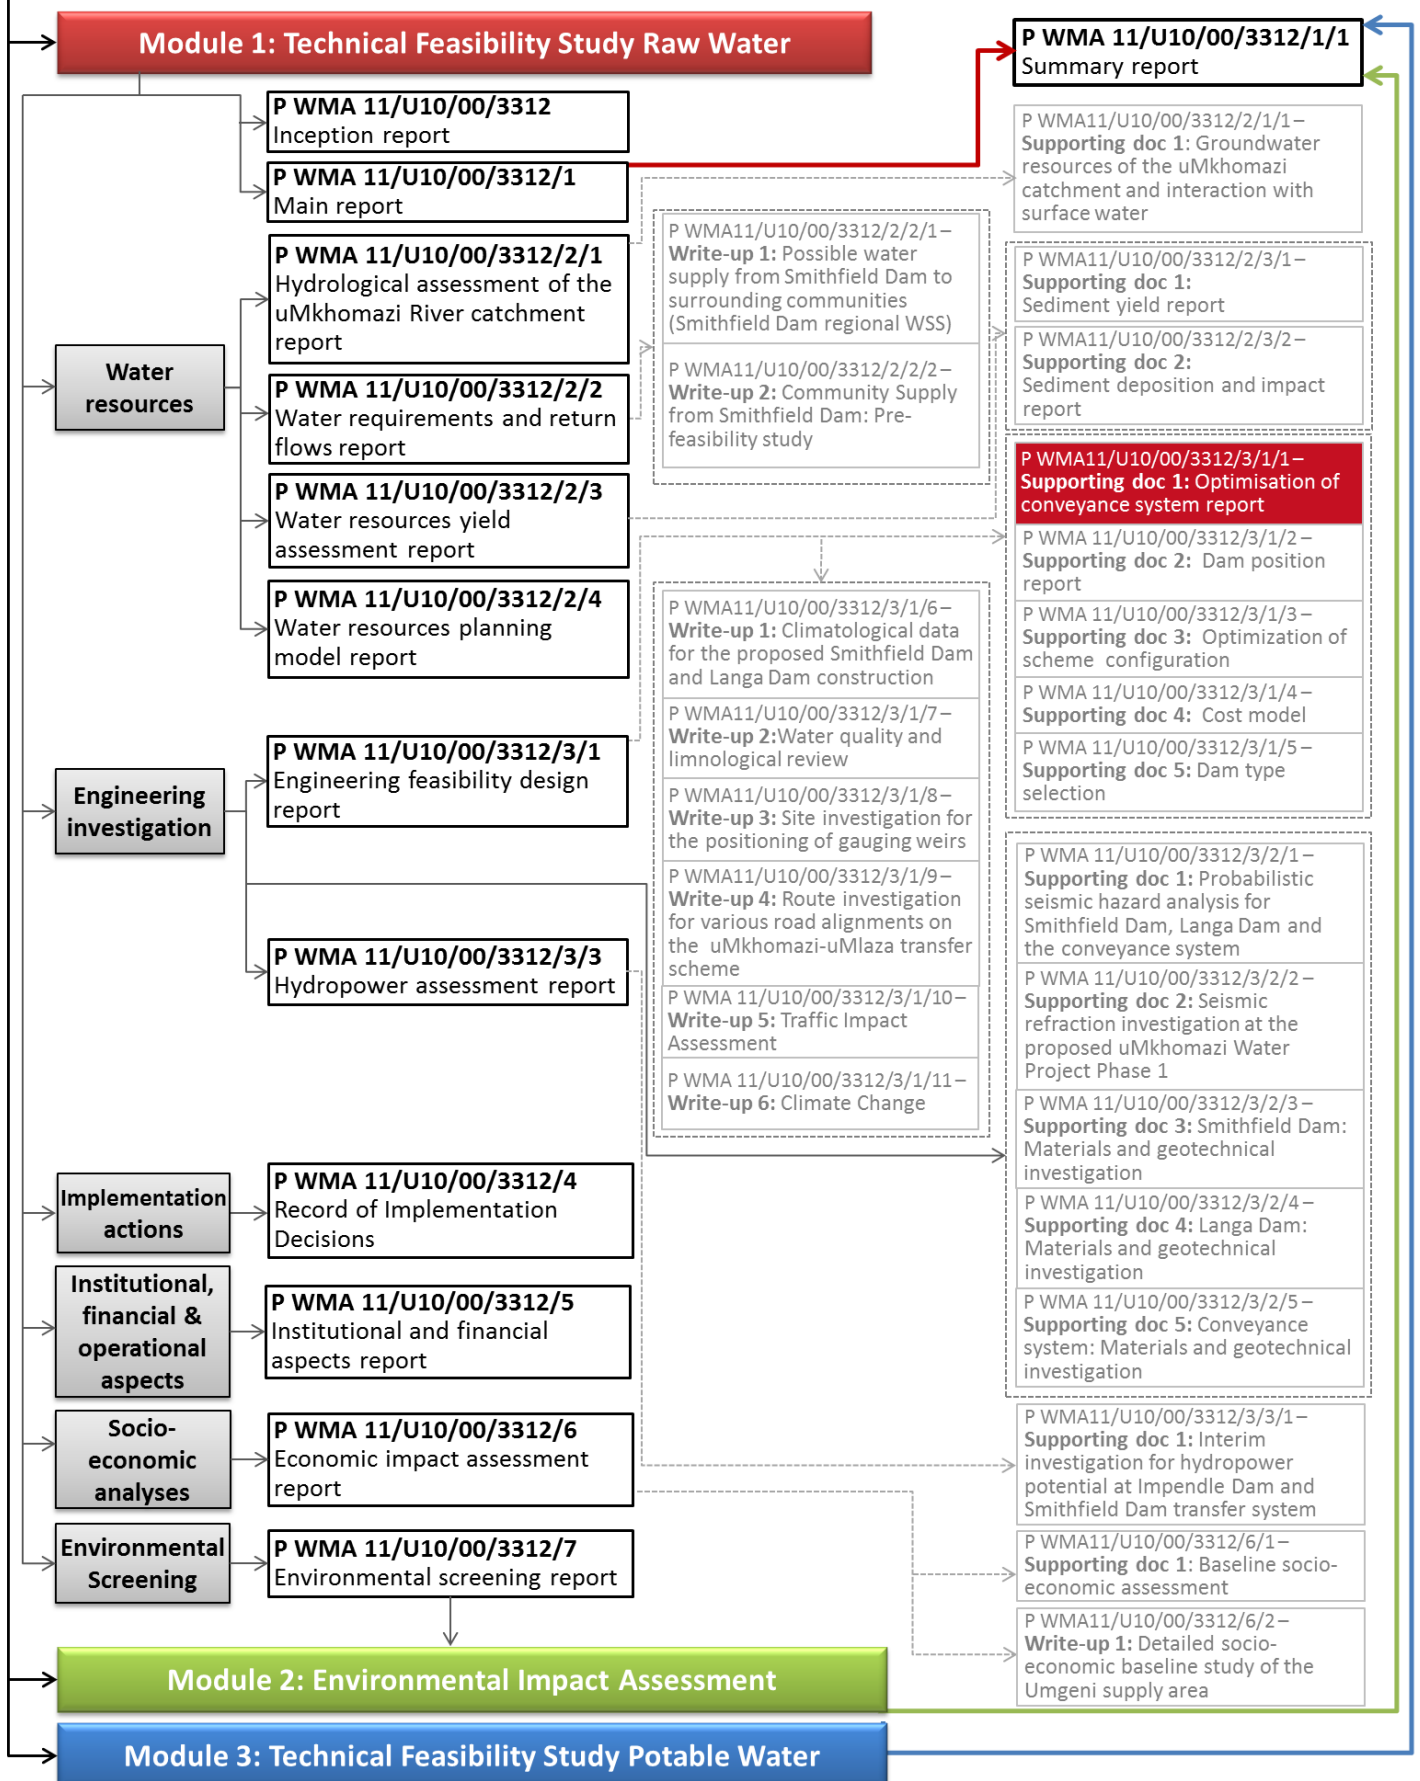 Module 1: Technical Feasibility Study Raw Water
P WMA 11/U10/00/3312/1/1
Summary report
P WMA 11/U10/00/3312
Inception report
P WMA 11/U10/00/3312/1
Main report
Water
resources
P WMA 11/U10/00/3312/2/1
Hydrological assessment of the
uMkhomazi River catchment
report
P WMA 11/U10/00/3312/2/2
Water requirements and return
flows report
P WMA 11/U10/00/3312/2/3
Water resources yield
assessment report
P WMA 11/U10/00/3312/2/4
Water resources planning
model report
P WMA11/U10/00/3312/2/2/1–
Write-up 1: Possible water
supply from Smithfield Dam to
surrounding communities
(Smithfield Dam regional WSS)
P WMA11/U10/00/3312/2/2/2–
Write-up 2: Community Supply
from Smithfield Dam: Pre-
feasibility study
P WMA11/U10/00/3312/2/1/1–
Supporting doc 1: Groundwater
resources of the uMkhomazi
catchment and interaction with
surface water
P WMA11/U10/00/3312/2/3/1–
Supporting doc 1:
Sediment yield report
P WMA11/U10/00/3312/2/3/2–
Supporting doc 2:
Sediment deposition and impact
report
Engineering
investigation
P WMA 11/U10/00/3312/3/1
Engineering feasibility design
report
P WMA 11/U10/00/3312/3/3
Hydropower assessment report
P WMA11/U10/00/3312/3/1/6–
Write-up 1: Climatological data
for the proposed Smithfield Dam
and Langa Dam construction
P WMA11/U10/00/3312/3/1/7–
Write-up 2:Water quality and
limnological review
P WMA11/U10/00/3312/3/1/8–
Write-up 3: Site investigation for
the positioning of gauging weirs
P WMA11/U10/00/3312/3/1/9–
Write-up 4: Route investigation
for various road alignments on
the uMkhomazi-uMlaza transfer
scheme
P WMA 11/U10/00/3312/3/1/10–
Write-up 5: Traffic Impact
Assessment
P WMA 11/U10/00/3312/3/1/11–
Write-up 6: Climate Change
P WMA11/U10/00/3312/3/1/1–
Supporting doc 1: Optimisation of
conveyance system report
P WMA 11/U10/00/3312/3/1/2–
Supporting doc 2: Dam position
report
P WMA11/U10/00/3312/3/1/3–
Supporting doc 3: Optimization of
scheme configuration
P WMA11/U10/00/3312/3/1/4–
Supporting doc 4: Cost model
P WMA11/U10/00/3312/3/1/5–
Supporting doc 5: Dam type
selection
P WMA 11/U10/00/3312/3/2/1–
Supporting doc 1: Probabilistic
seismic hazard analysis for
Smithfield Dam, Langa Dam and
the conveyance system
P WMA 11/U10/00/3312/3/2/2–
Supporting doc 2: Seismic
refraction investigation at the
proposed uMkhomazi Water
Project Phase 1
P WMA 11/U10/00/3312/3/2/3–
Supporting doc 3: Smithfield Dam:
Materials and geotechnical
investigation
P WMA 11/U10/00/3312/3/2/4–
Supporting doc 4: Langa Dam:
Materials and geotechnical
investigation
P WMA 11/U10/00/3312/3/2/5–
Supporting doc 5: Conveyance
system: Materials and geotechnical
investigation
Implementation
actions
P WMA 11/U10/00/3312/4
Record of Implementation
Decisions
Institutional,
financial &
operational
aspects
P WMA 11/U10/00/3312/5
Institutional and financial
aspects report
Socio-
economic
analyses
P WMA 11/U10/00/3312/6
Economic impact assessment
report
Environmental
Screening
P WMA 11/U10/00/3312/7
Environmental screening report
P WMA11/U10/00/3312/3/3/1–
Supporting doc 1: Interim
investigation for hydropower
potential at Impendle Dam and
Smithfield Dam transfer system
P WMA11/U10/00/3312/6/1–
Supporting doc 1: Baseline socio-
economic assessment
P WMA11/U10/00/3312/6/2–
Write-up 1: Detailed socio-
economic baseline study of the
Umgeni supply area
Module 2: Environmental Impact Assessment
Module 3: Technical Feasibility Study Potable Water